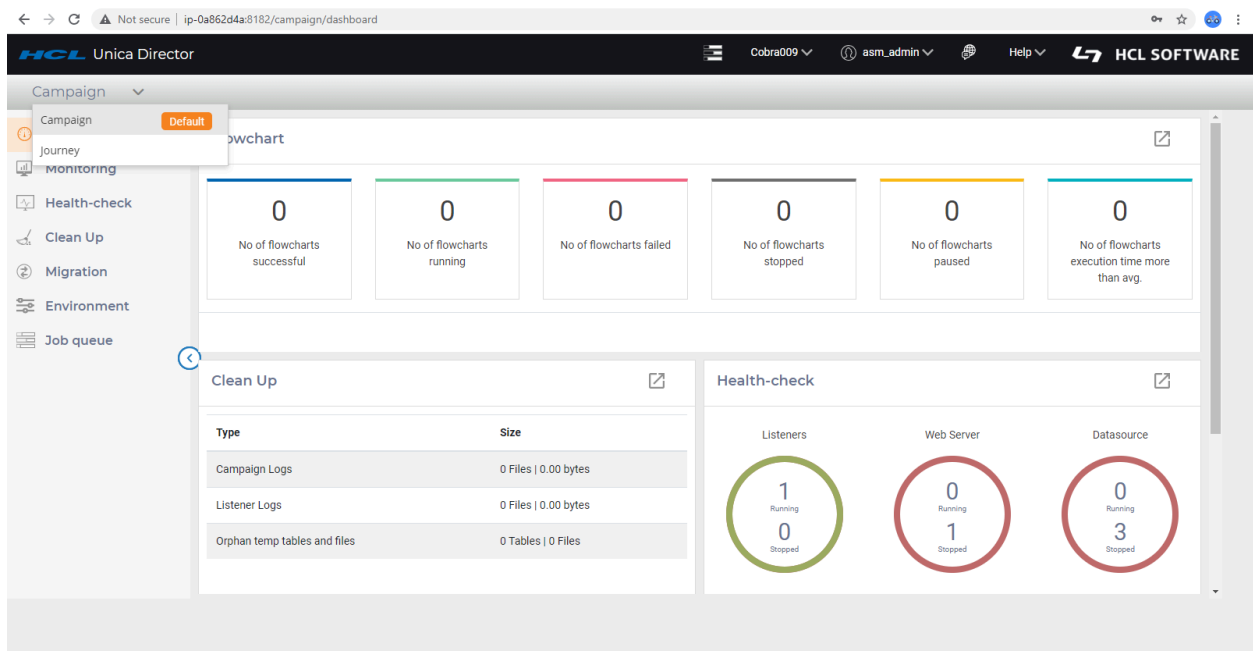 Not secure | ip-0a862d4a:8182/campaign/dashboard
HCL Unica Director
Cobra009
asm_admin
Help
HCL SOFTWARE
Campaign
Campaign Default
Journey
Monitoring
Health-check
Clean Up
Migration
Environment
Job queue
owchart
0
No of flowcharts
successful
0
No of flowcharts
running
0
No of flowcharts failed
0
No of flowcharts
stopped
0
No of flowcharts
paused
0
No of flowcharts
execution time more
than avg.
Clean Up
Type Size
Campaign Logs 0 Files | 0.00 bytes
Listener Logs 0 Files | 0.00 bytes
Orphan temp tables and files 0 Tables | 0 Files
Health-check
Listeners
1
Running
0
Stopped
Web Server
0
Running
1
Stopped
Datasource
0
Running
3
Stopped